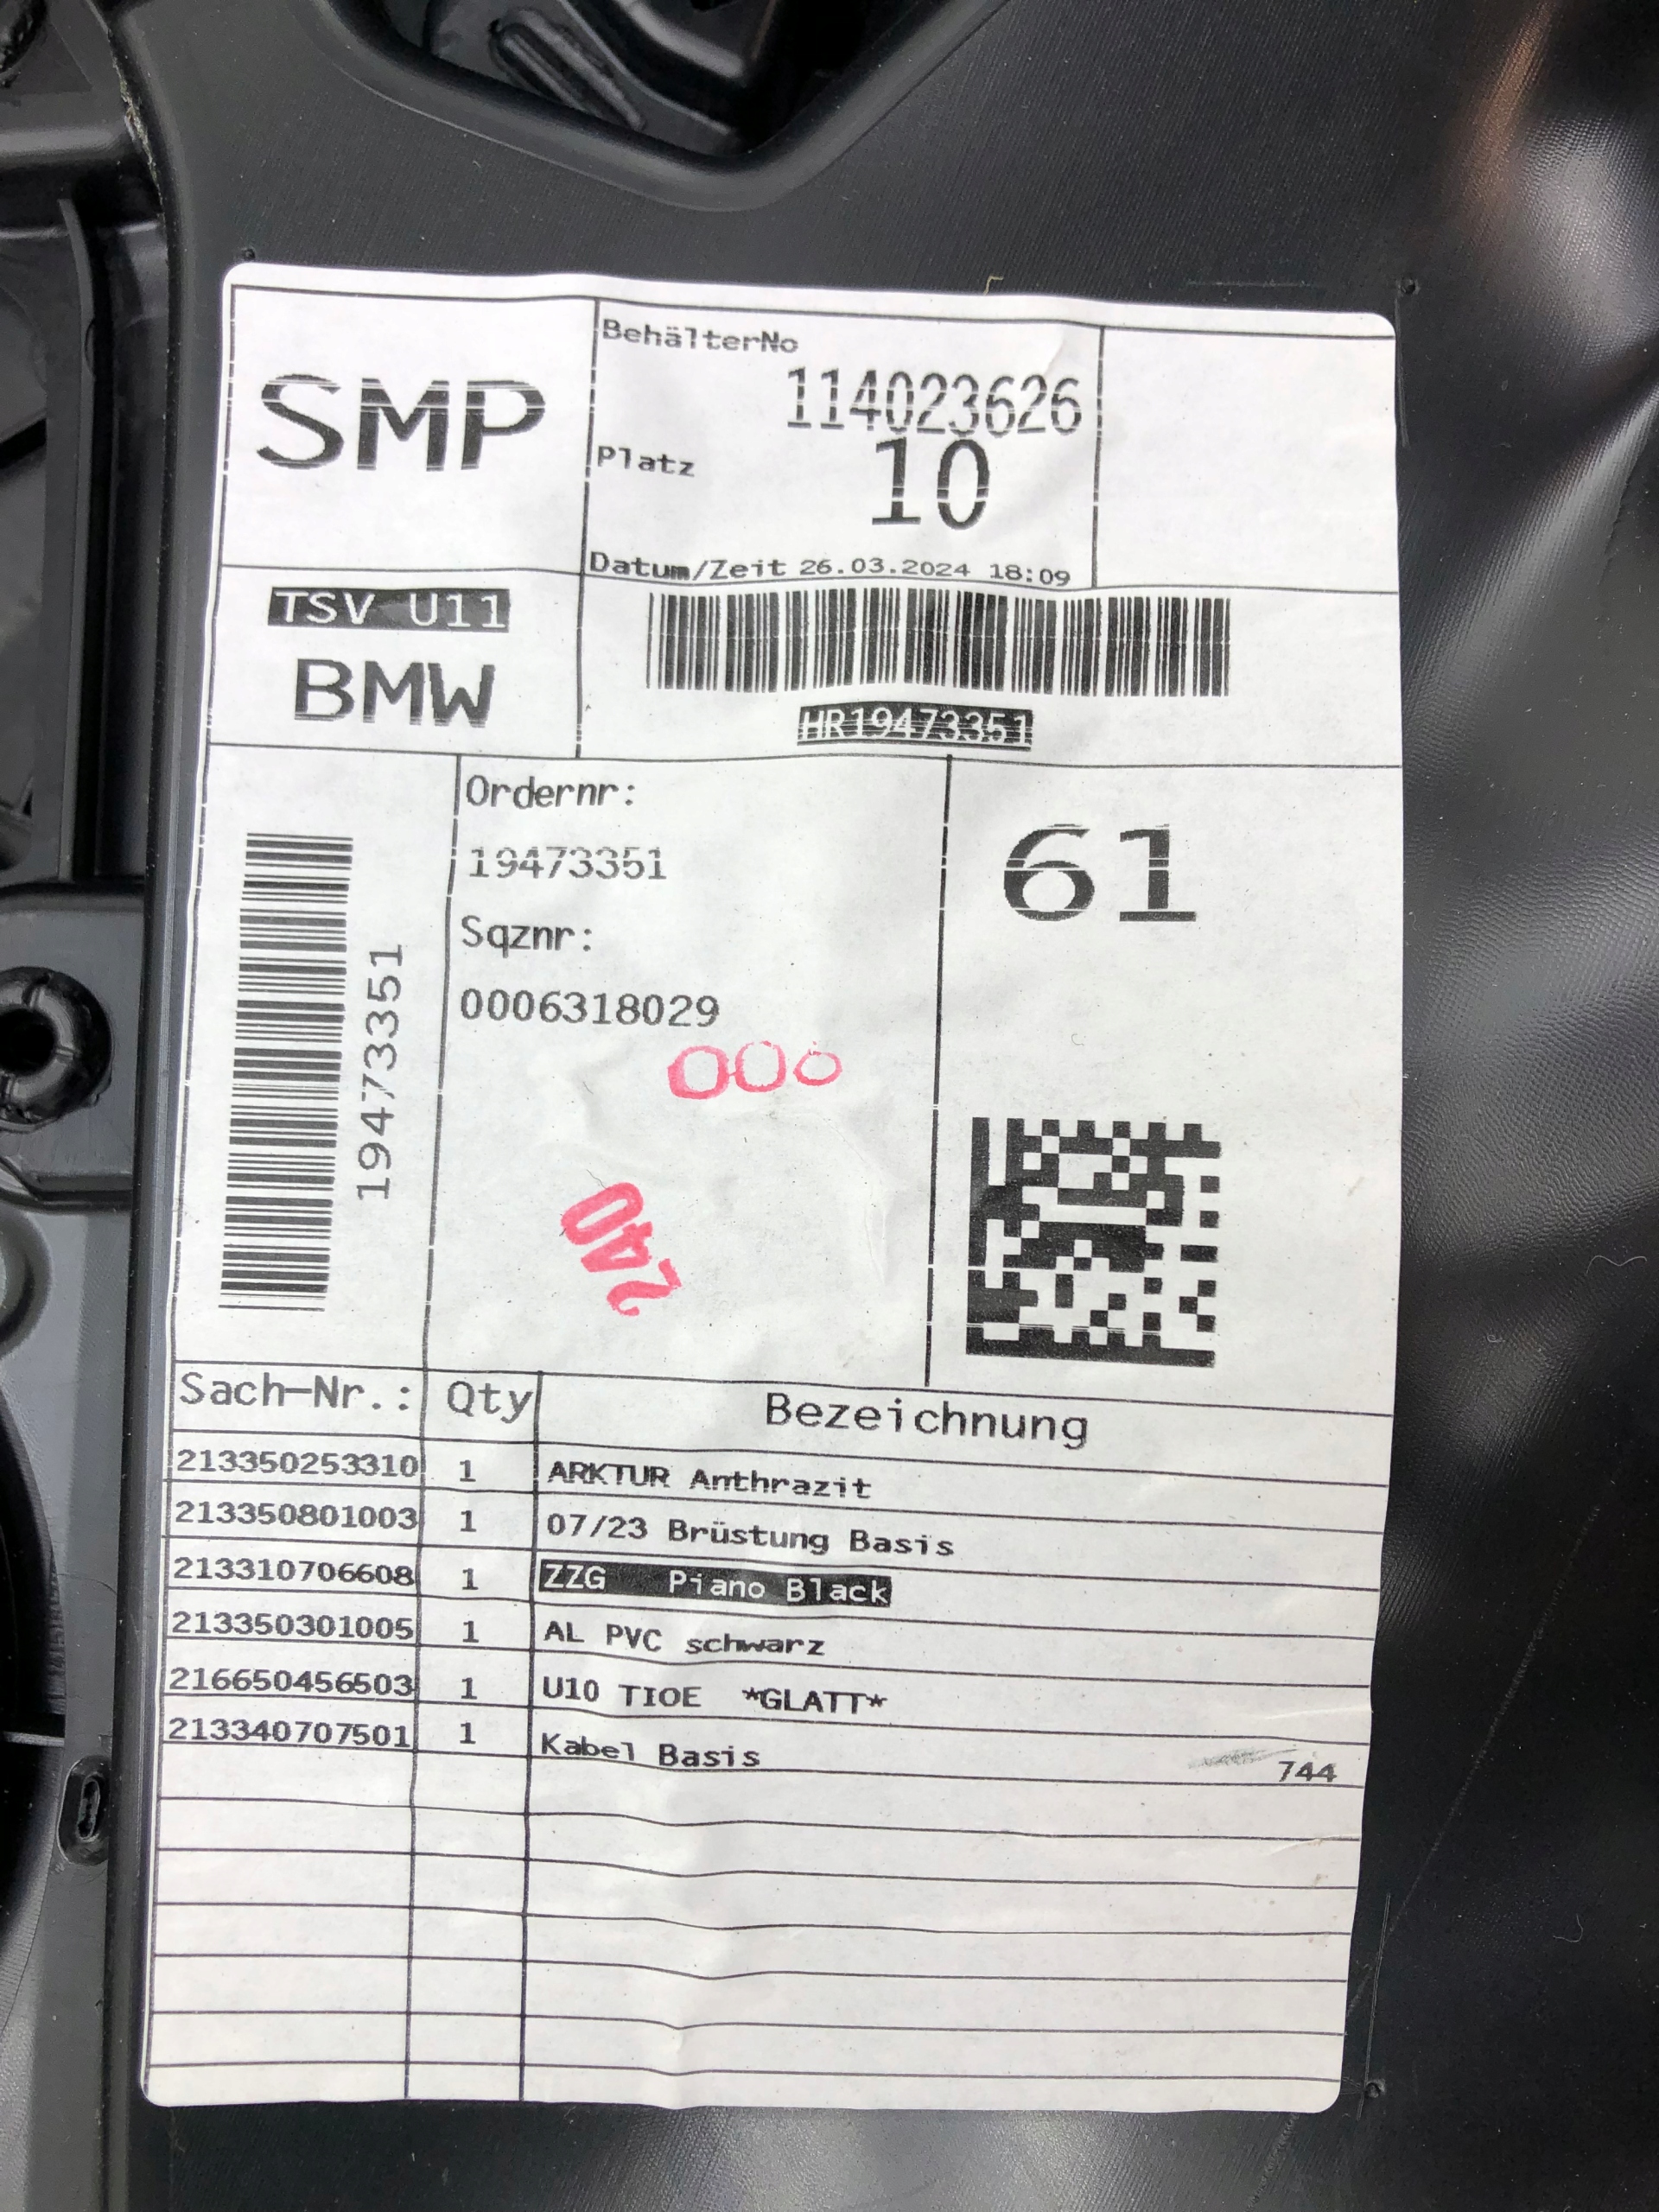 SMP
BehälterNo
114023626
Platz
10
Datum/Zeit 26.03.2024 18:09
TSV U11
BMW
HR19473351
19473351
Ordernr:
19473351
Sqznr:
0006318029
000
240
61
Sach-Nr.: Qty Bezeichnung
213350253310 1 ARKTUR Anthrazit
213350801003 1 07/23 Brüstung Basis
213310706608 1 ZZG Piano Black
213350301005 1 AL PVC schwarz
216650456503 1 U10 TIOE *GLATT*
213340707501 1 Kabel Basis
744